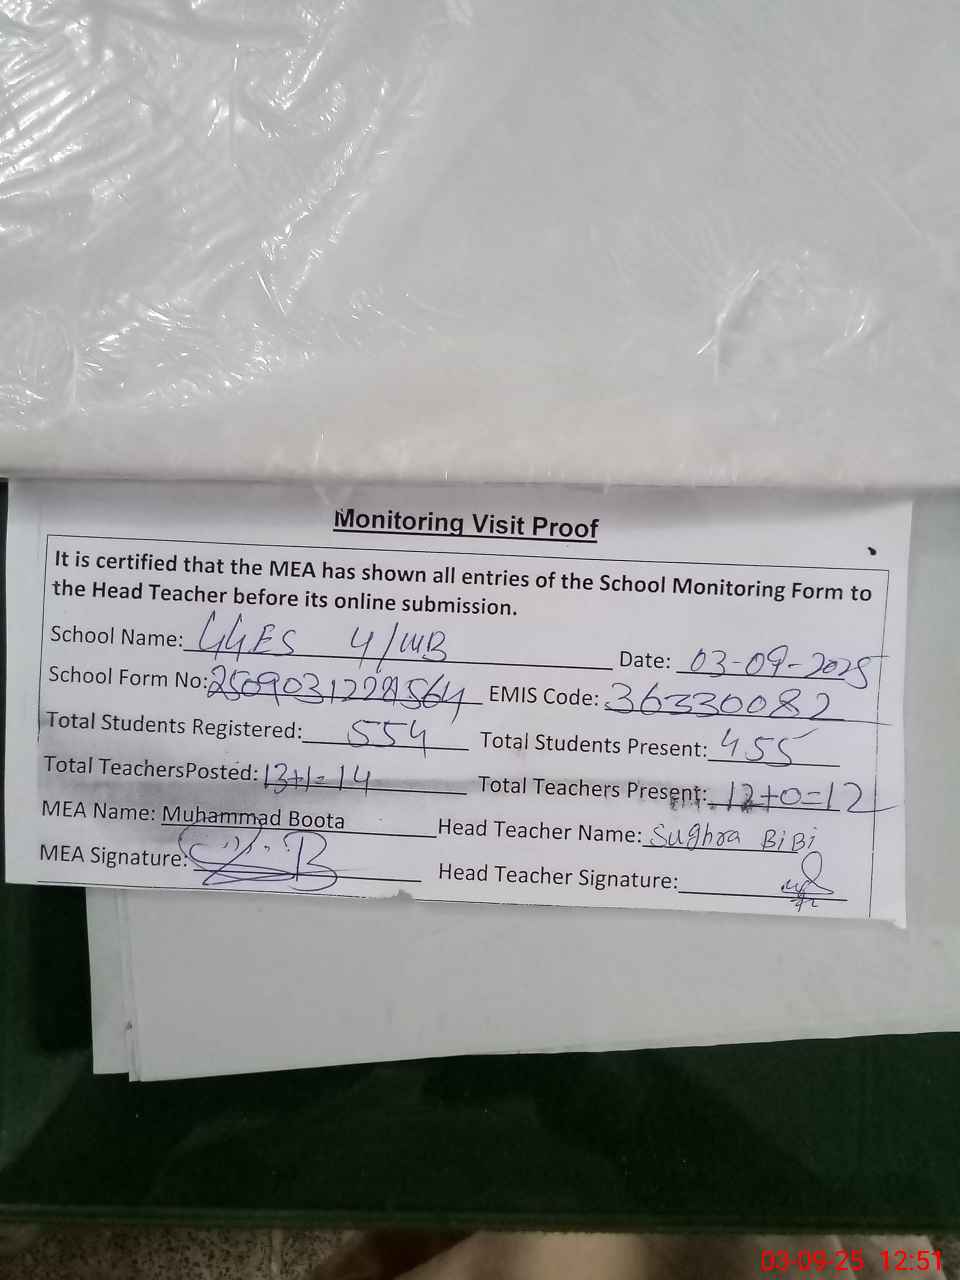 Monitoring Visit Proof
It is certified that the MEA has shown all entries of the School Monitoring Form to
the Head Teacher before its online submission.
School Name: GGES 4/WB Date: 03-09-2025
School Form No: EMIS Code: 36330082
Total Students Registered: 554 Total Students Present: 455
Total TeachersPosted: 13+1=14 Total Teachers Present: 12+0=12
MEA Name: Muhammad Boota Head Teacher Name: Sughra BiBi
MEA Signature: Head Teacher Signature:
03-09-25 12:51